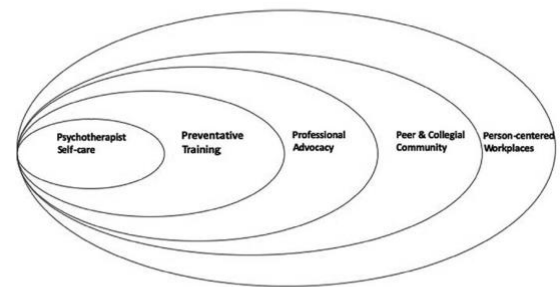 Psychotherapist
Self-care
Preventative
Training
Professional
Advocacy
Peer & Collegial
Community
Person-centered
Workplaces